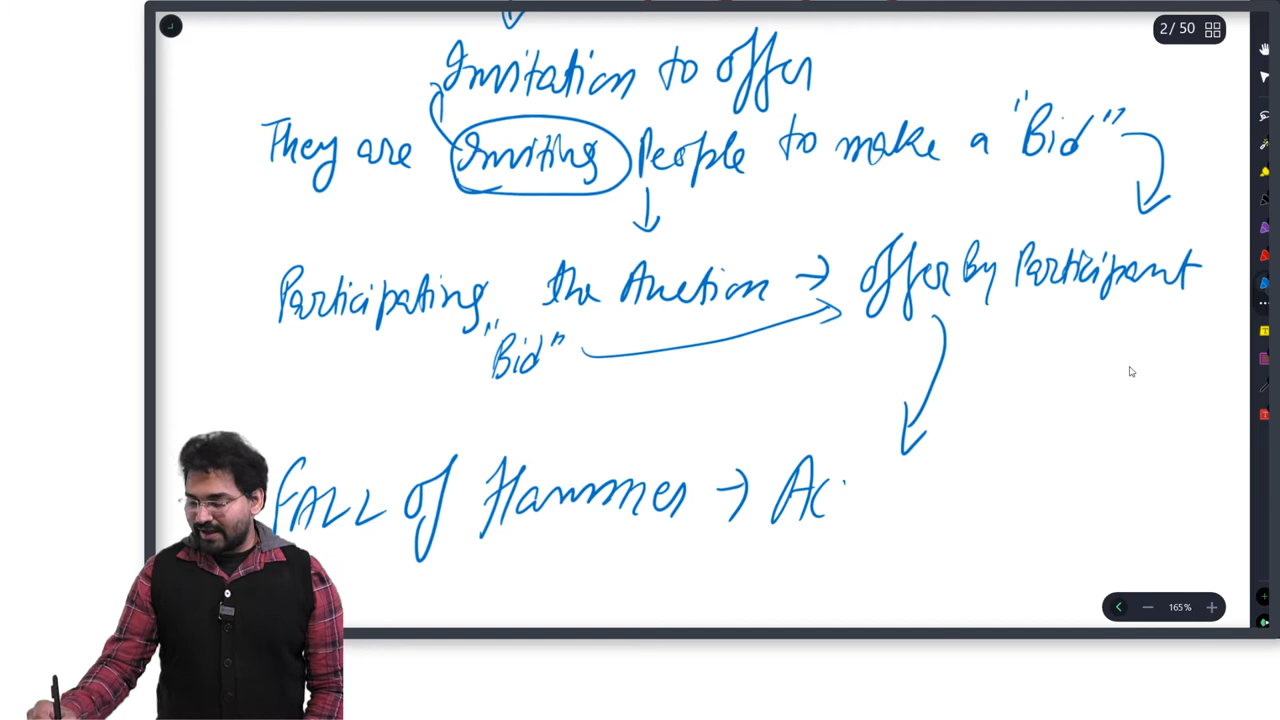 2/ 50
Invitation to offer
They are Inviting People to make a "Bid"
Participating the Auction → offer By Participant
"Bid"
FALL of Hammer → Ac
165%